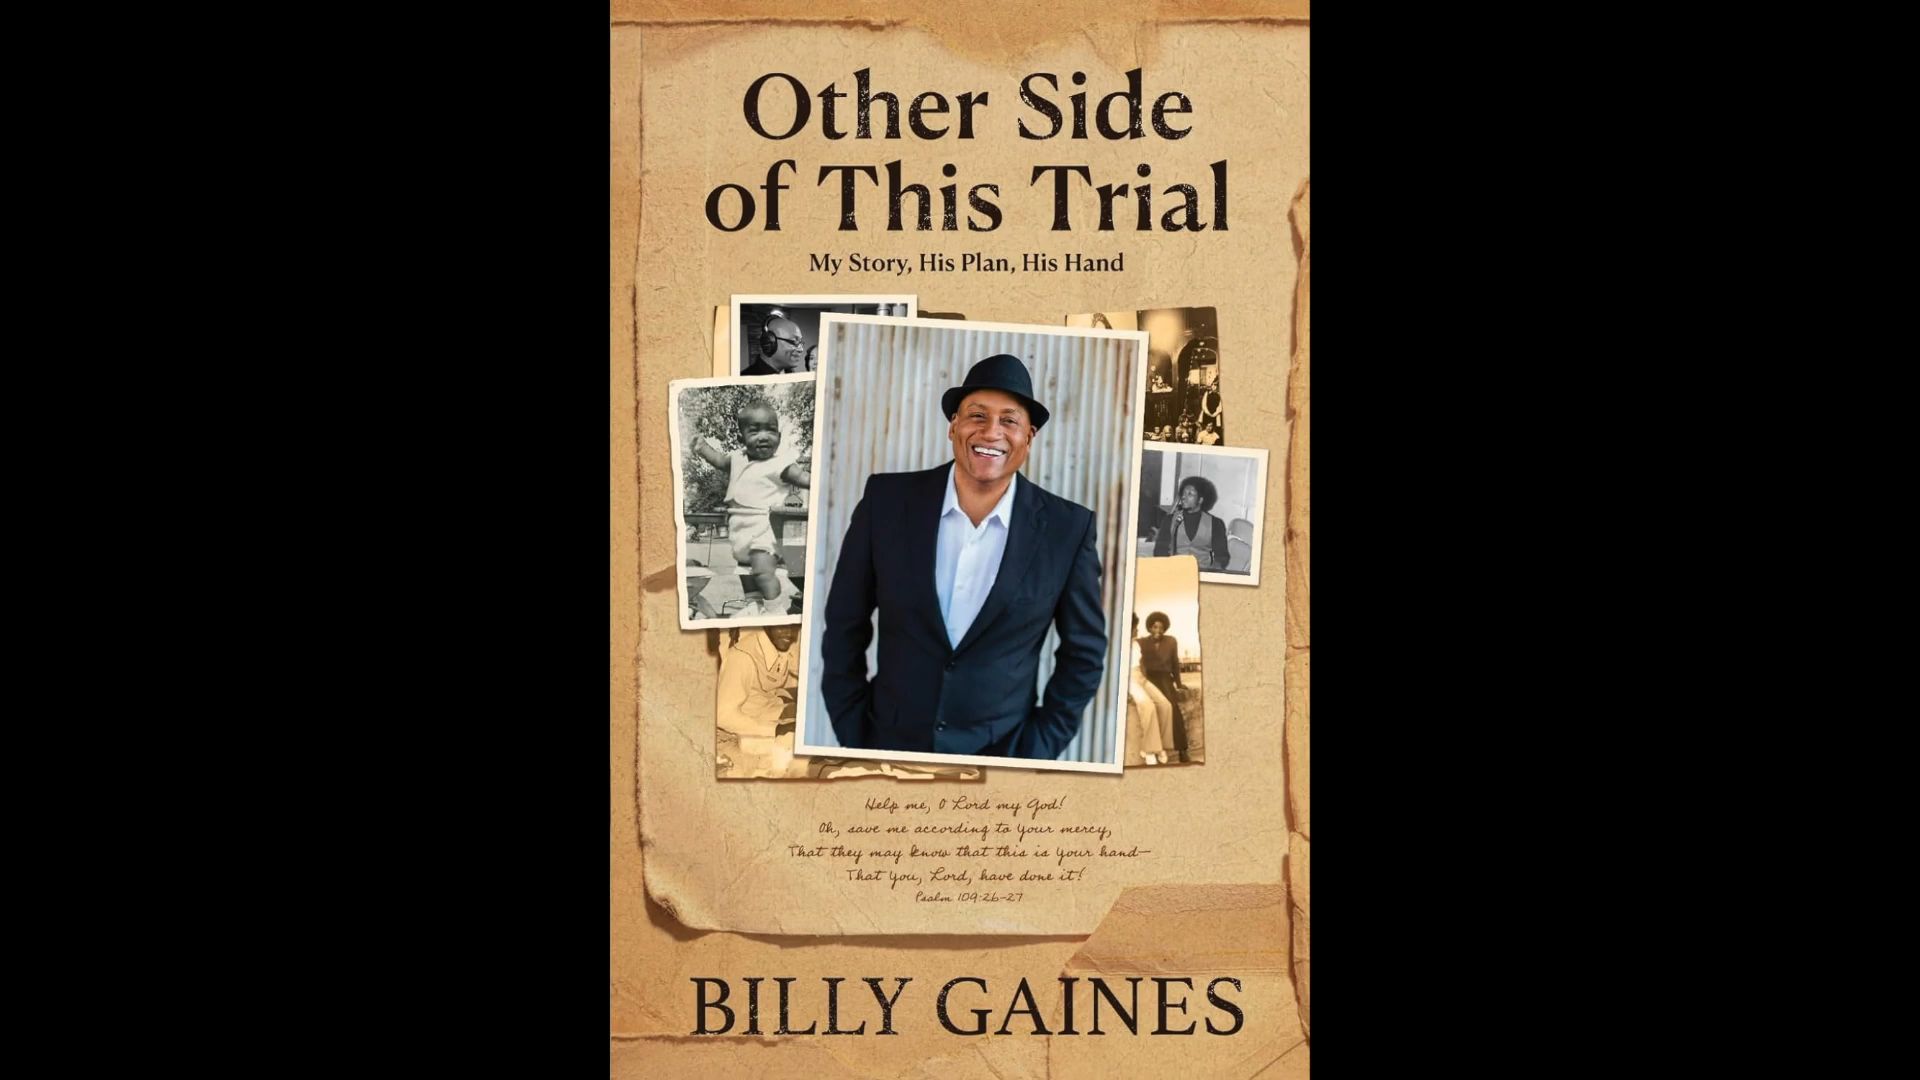 Other Side
of This Trial
My Story, His Plan, His Hand
Help me, O Lord my God!
Oh, save me according to Your mercy,
That they may know that this is Your hand—
That You, Lord, have done it!
Psalm 109:26–27
BILLY GAINES